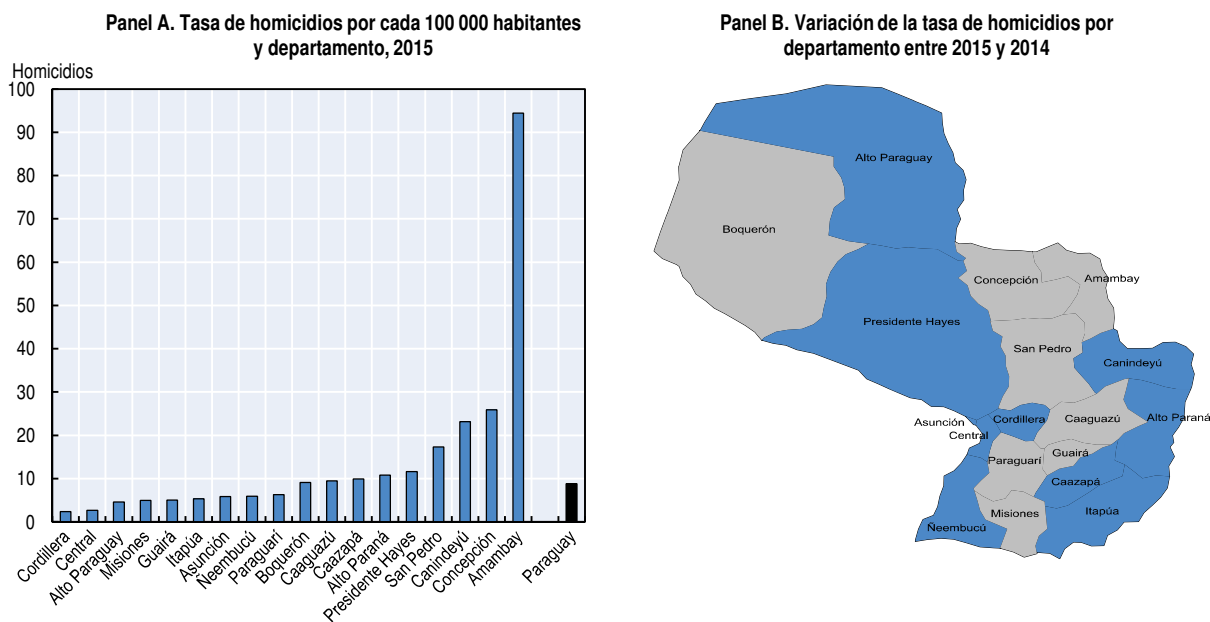 Panel A. Tasa de homicidios por cada 100 000 habitantes
y departamento, 2015
Homicidios
100
90
80
70
60
50
40
30
20
10
0
Cordillera
Central
Alto Paraguay
Misiones
Guairá
Itapúa
Asunción
Ñeembucú
Paraguarí
Boquerón
Caaguazú
Caazapá
Alto Paraná
Presidente Hayes
San Pedro
Canindeyú
Concepción
Amambay
Paraguay
Panel B. Variación de la tasa de homicidios por
departamento entre 2015 y 2014
Alto Paraguay
Boquerón
Concepción
Amambay
Presidente Hayes
San Pedro
Canindeyú
Asunción
Cordillera
Caaguazú
Alto Paraná
Central
Paraguarí
Guairá
Caazapá
Misiones
Itapúa
Ñeembucú